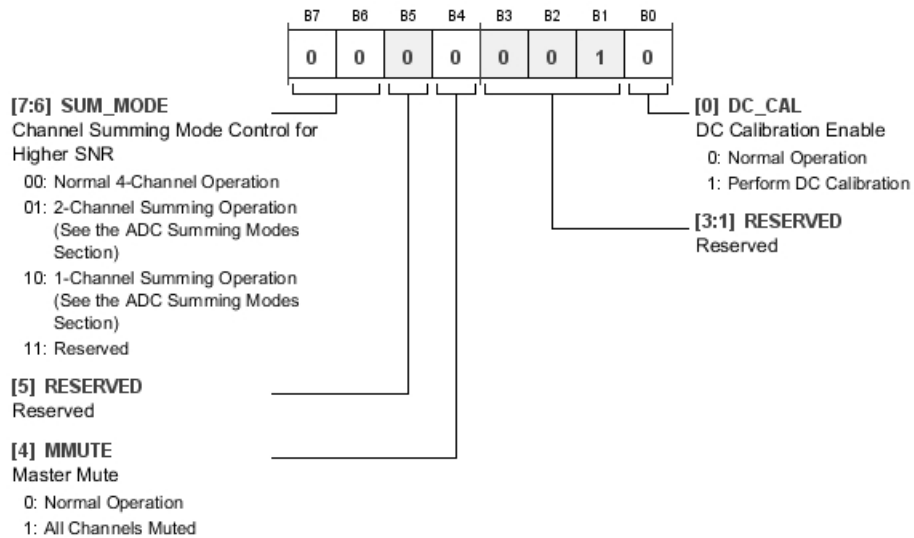 B7 B6 B5 B4 B3 B2 B1 B0
0 0 0 0 0 0 1 0
[7:6] SUM_MODE
Channel Summing Mode Control for
Higher SNR
00: Normal 4-Channel Operation
01: 2-Channel Summing Operation
(See the ADC Summing Modes
Section)
10: 1-Channel Summing Operation
(See the ADC Summing Modes
Section)
11: Reserved
[5] RESERVED
Reserved
[4] MMUTE
Master Mute
0: Normal Operation
1: All Channels Muted
[0] DC_CAL
DC Calibration Enable
0: Normal Operation
1: Perform DC Calibration
[3:1] RESERVED
Reserved